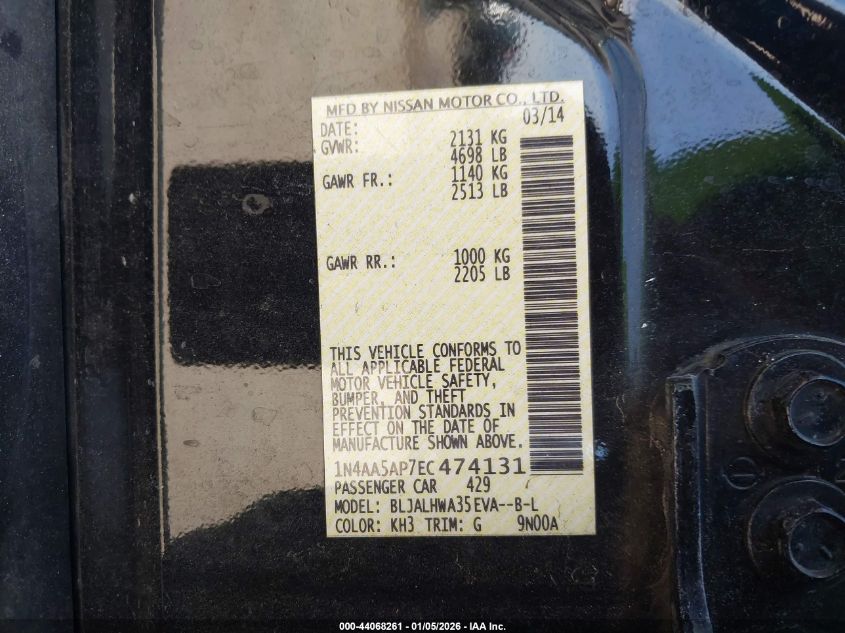 MFD BY NISSAN MOTOR CO., LTD.
DATE: 03/14
GVWR: 2131 KG
4698 LB
GAWR FR.: 1140 KG
2513 LB
GAWR RR.: 1000 KG
2205 LB
THIS VEHICLE CONFORMS TO
ALL APPLICABLE FEDERAL
MOTOR VEHICLE SAFETY,
BUMPER, AND THEFT
PREVENTION STANDARDS IN
EFFECT ON THE DATE OF
MANUFACTURE SHOWN ABOVE.
1N4AA5AP7EC474131
PASSENGER CAR 429
MODEL: BLJALHWA35EVA--B-L
COLOR: KH3 TRIM: G 9N00A
000-44068261 - 01/05/2026 - IAA Inc.